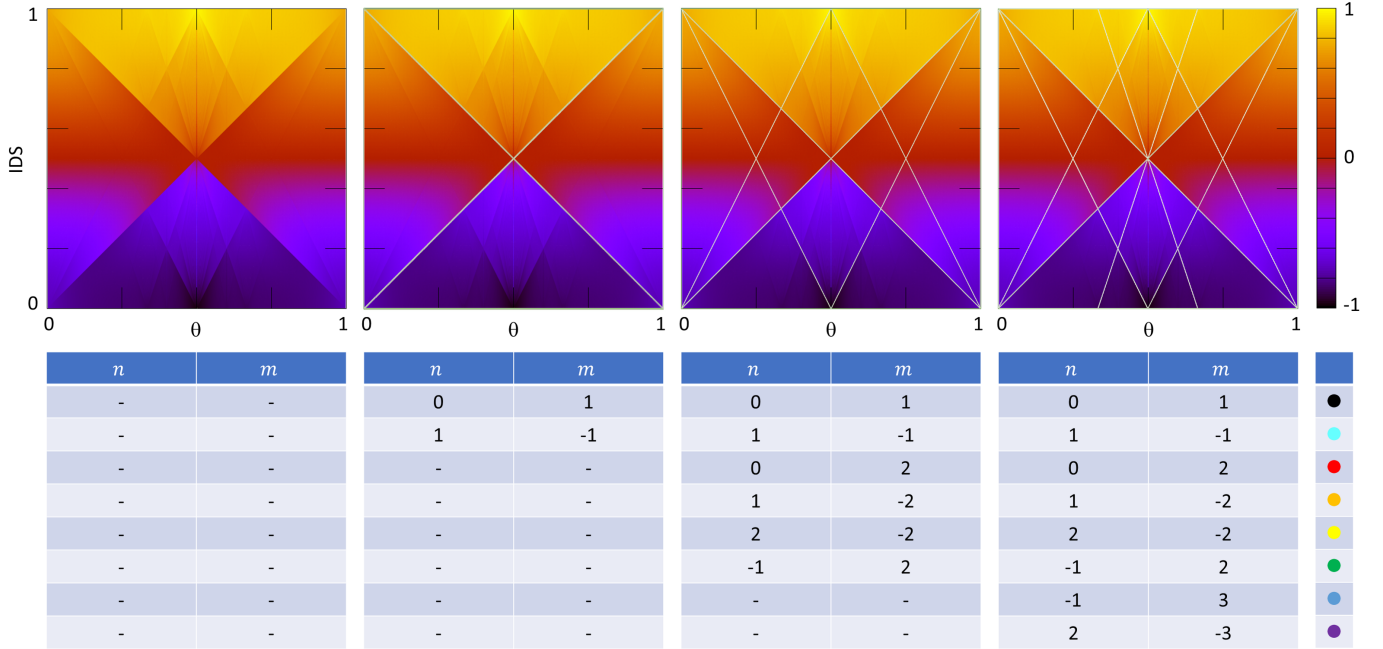 1 1
IDS 0
0 -1
0 θ 1 0 θ 1 0 θ 1 0 θ 1
n m n m n m n m
- - 0 1 0 1 0 1
- - 1 -1 1 -1 1 -1
- - - - 0 2 0 2
- - - - 1 -2 1 -2
- - - - 2 -2 2 -2
- - - - -1 2 -1 2
- - - - - - -1 3
- - - - - - 2 -3